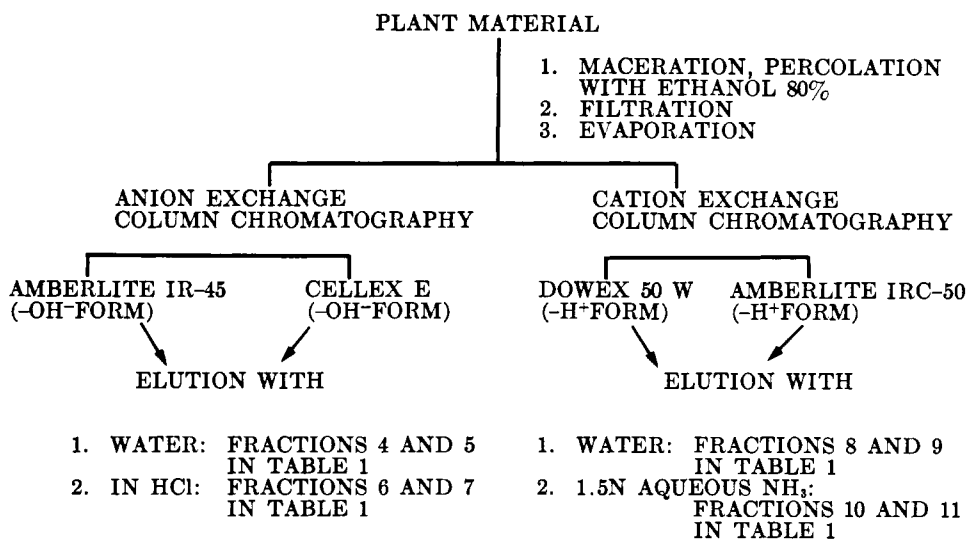 PLANT MATERIAL
1. MACERATION, PERCOLATION
WITH ETHANOL 80%
2. FILTRATION
3. EVAPORATION
ANION EXCHANGE
COLUMN CHROMATOGRAPHY
CATION EXCHANGE
COLUMN CHROMATOGRAPHY
AMBERLITE IR-45
(-OH⁻FORM)
CELLEX E
(-OH⁻FORM)
DOWEX 50 W
(-H⁺FORM)
AMBERLITE IRC-50
(-H⁺FORM)
ELUTION WITH
ELUTION WITH
1. WATER: FRACTIONS 4 AND 5
IN TABLE 1
2. IN HCl: FRACTIONS 6 AND 7
IN TABLE 1
1. WATER: FRACTIONS 8 AND 9
IN TABLE 1
2. 1.5N AQUEOUS NH₃:
FRACTIONS 10 AND 11
IN TABLE 1